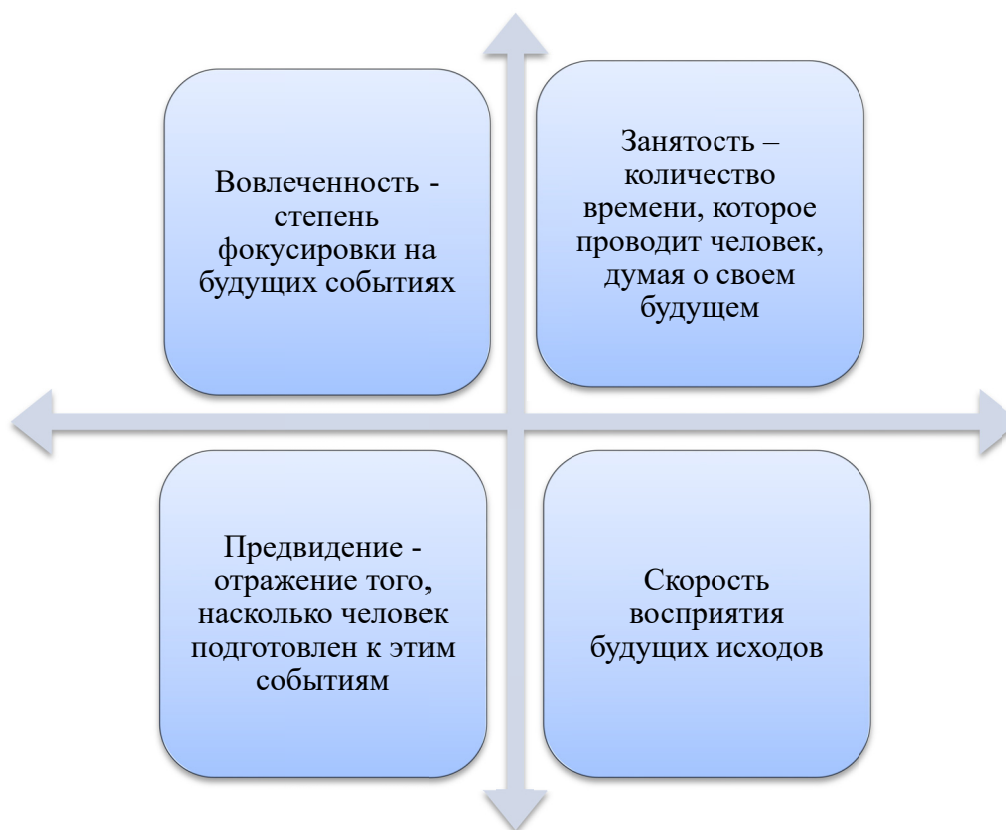 Вовлеченность -
степень
фокусировки на
будущих событиях
Занятость –
количество
времени, которое
проводит человек,
думая о своем
будущем
Предвидение -
отражение того,
насколько человек
подготовлен к этим
событиям
Скорость
восприятия
будущих исходов